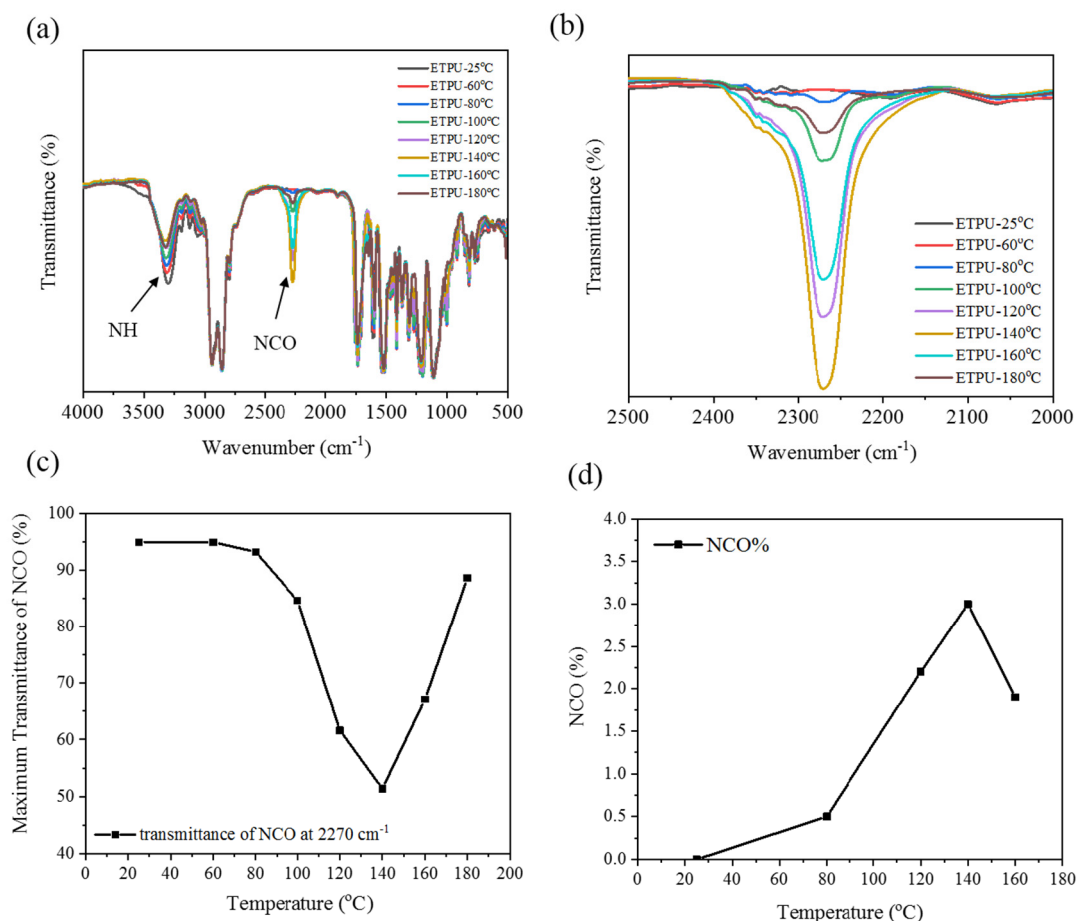 (a)
Transmittance (%)
ETPU-25°C
ETPU-60°C
ETPU-80°C
ETPU-100°C
ETPU-120°C
ETPU-140°C
ETPU-160°C
ETPU-180°C
NH
NCO
4000 3500 3000 2500 2000 1500 1000 500
Wavenumber (cm⁻¹)
(b)
Transmittance (%)
ETPU-25°C
ETPU-60°C
ETPU-80°C
ETPU-100°C
ETPU-120°C
ETPU-140°C
ETPU-160°C
ETPU-180°C
2500 2400 2300 2200 2100 2000
Wavenumber (cm⁻¹)
(c)
Maximum Transmittance of NCO (%)
100
90
80
70
60
50
40
transmittance of NCO at 2270 cm⁻¹
0 20 40 60 80 100 120 140 160 180 200
Temperature (°C)
(d)
NCO (%)
4.0
3.5
3.0
2.5
2.0
1.5
1.0
0.5
0.0
NCO%
0 20 40 60 80 100 120 140 160 180
Temperature (°C)